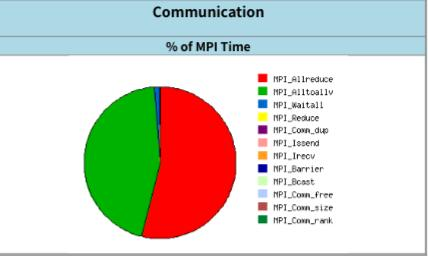 Communication
% of MPI Time
MPI_Allreduce
MPI_Alltoallv
MPI_Waitall
MPI_Reduce
MPI_Comm_dup
MPI_Issend
MPI_Irecv
MPI_Barrier
MPI_Bcast
MPI_Comm_free
MPI_Comm_size
MPI_Comm_rank